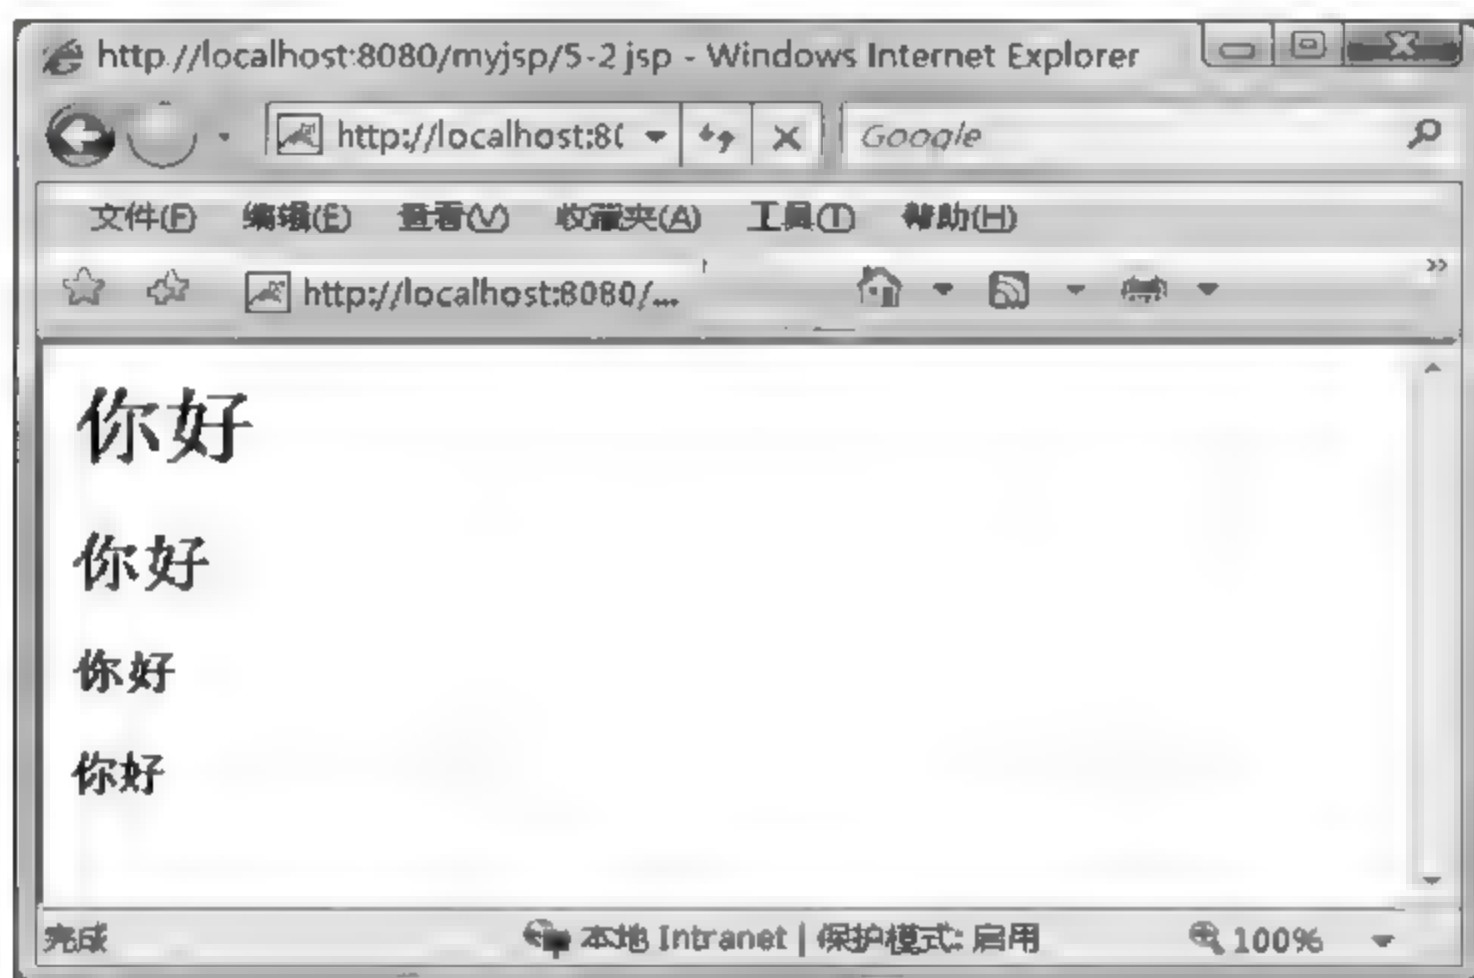 http://localhost:8080/myjsp/5-2 jsp - Windows Internet Explorer
http://localhost:8( Google
文件(F) 编辑(E) 查看(V) 收藏夹(A) 工具(T) 帮助(H)
http://localhost:8080/... »
你好
你好
你好
你好
完成 本地 Intranet | 保护模式: 启用 100%